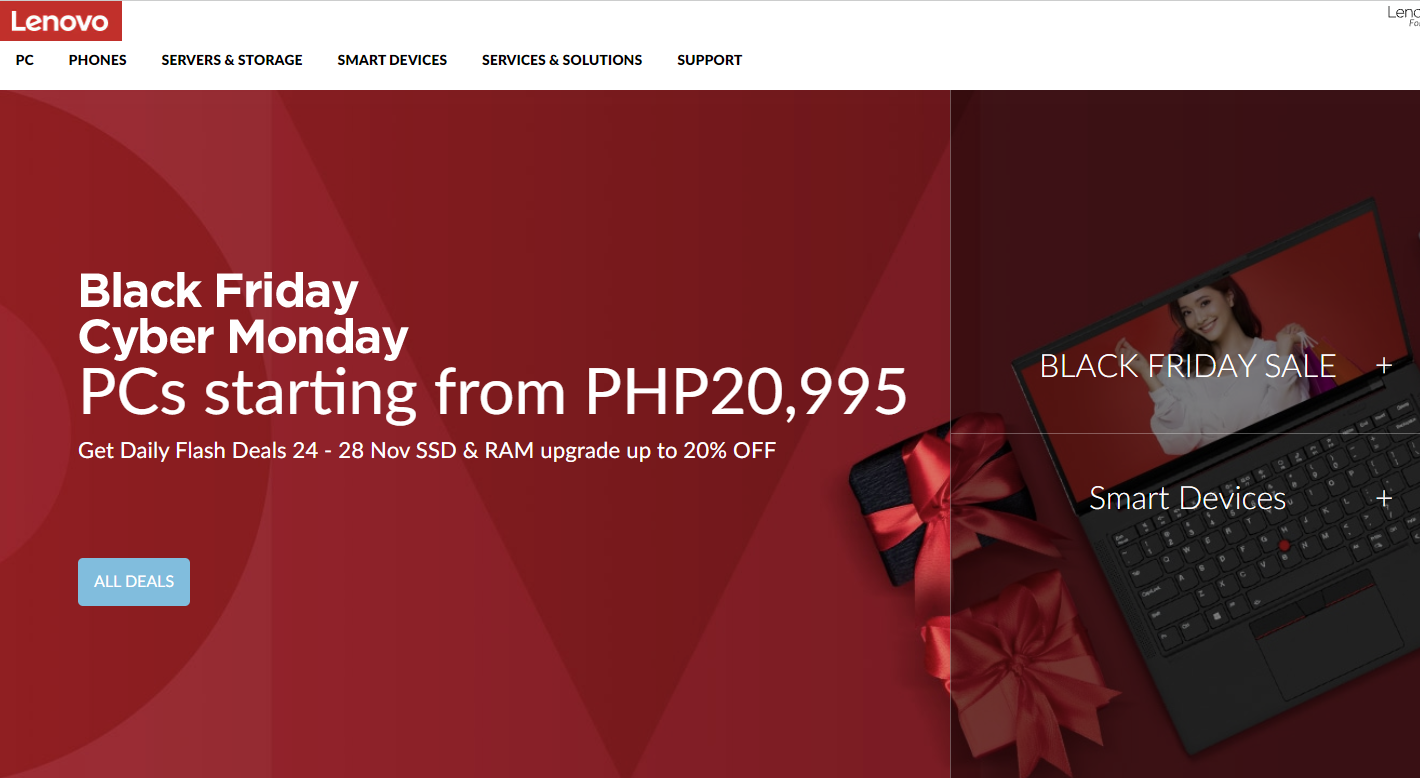 Lenovo
PC PHONES SERVERS & STORAGE SMART DEVICES SERVICES & SOLUTIONS SUPPORT
Black Friday
Cyber Monday
PCs starting from PHP20,995
Get Daily Flash Deals 24 - 28 Nov SSD & RAM upgrade up to 20% OFF
ALL DEALS
BLACK FRIDAY SALE +
Smart Devices +